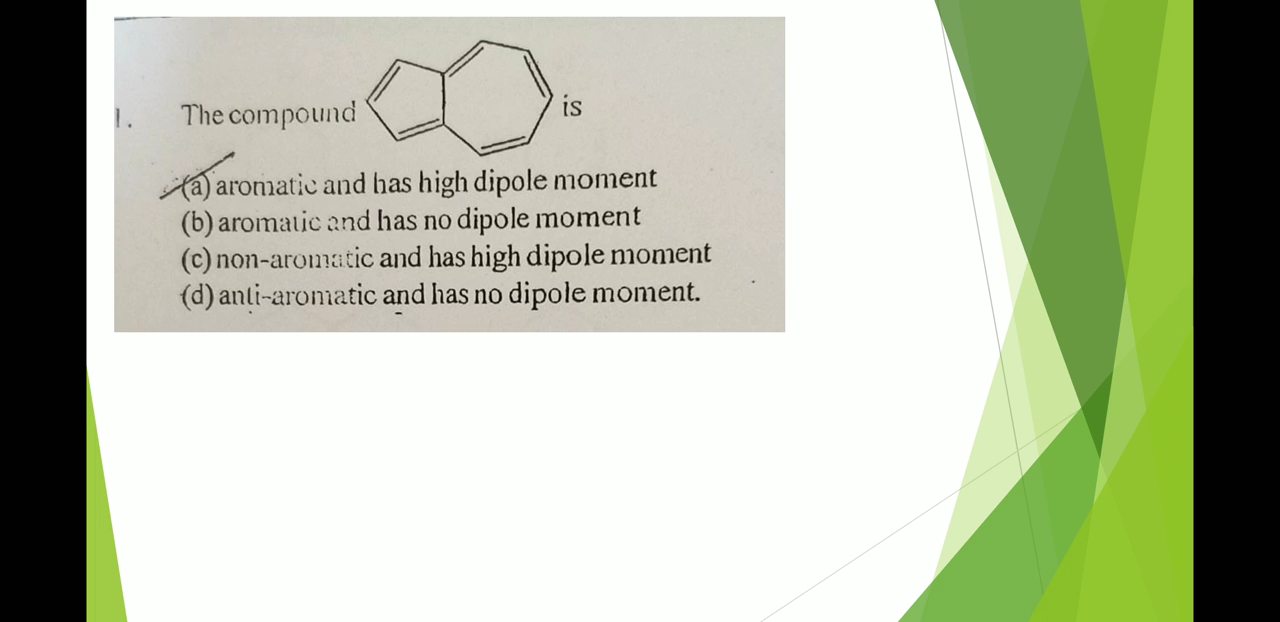 1. The compound is
(a) aromatic and has high dipole moment
(b) aromatic and has no dipole moment
(c) non-aromatic and has high dipole moment
(d) anti-aromatic and has no dipole moment.